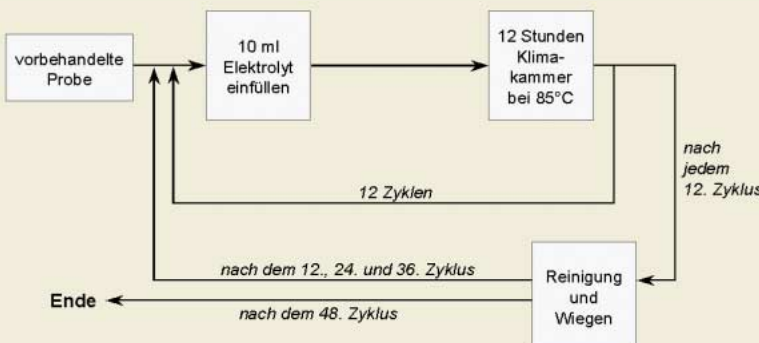 vorbehandelte
Probe
10 ml
Elektrolyt
einfüllen
12 Stunden
Klima-
kammer
bei 85°C
nach
jedem
12. Zyklus
12 Zyklen
nach dem 12., 24. und 36. Zyklus
Reinigung
und
Wiegen
Ende
nach dem 48. Zyklus